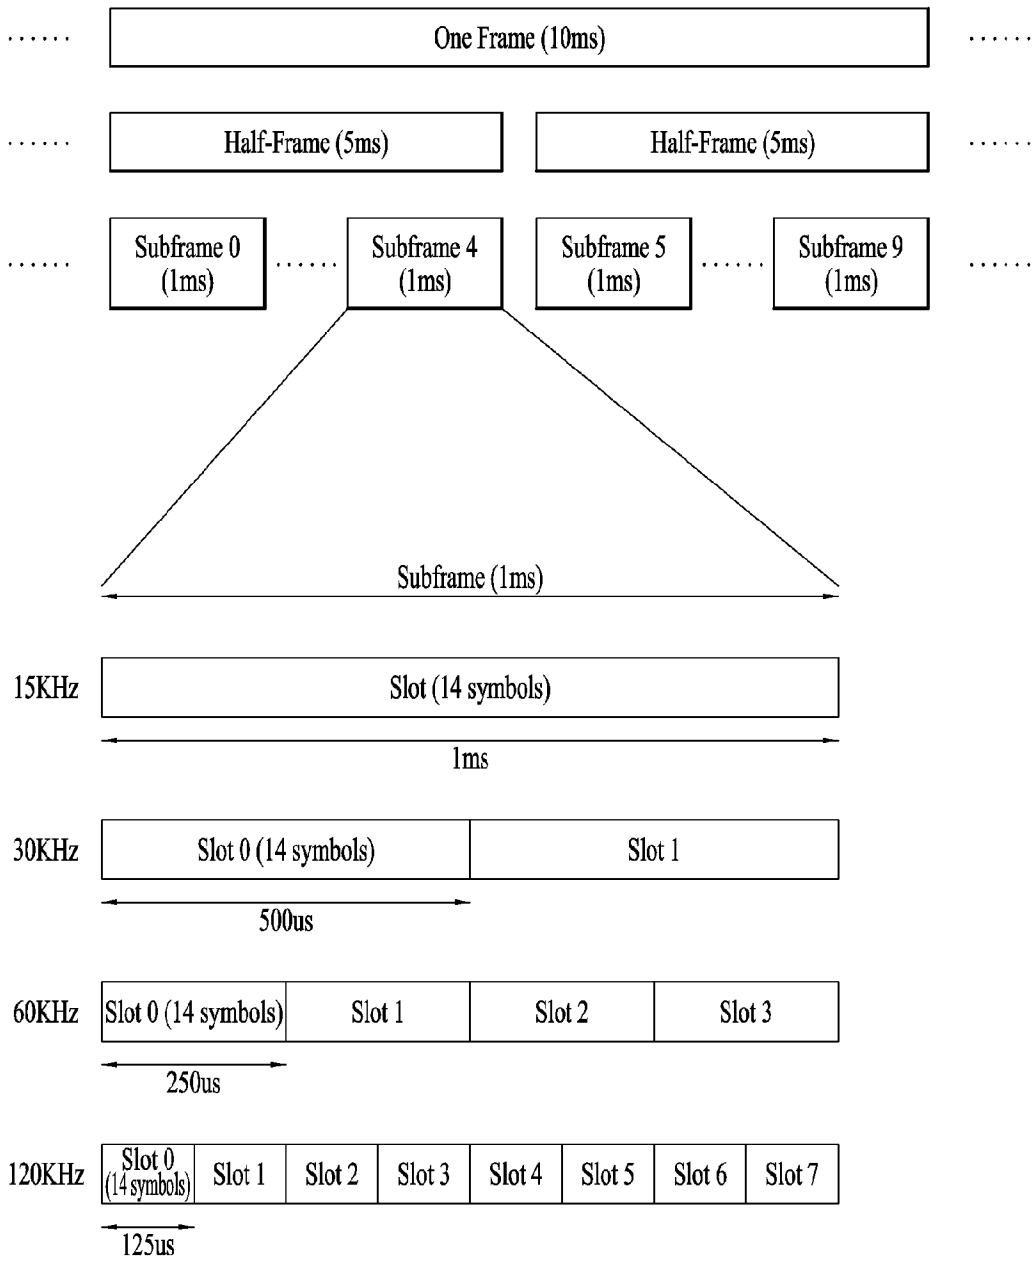 One Frame (10ms)
Half-Frame (5ms) Half-Frame (5ms)
Subframe 0
(1ms)
Subframe 4
(1ms)
Subframe 5
(1ms)
Subframe 9
(1ms)
Subframe (1ms)
15KHz
Slot (14 symbols)
1ms
30KHz
Slot 0 (14 symbols)
Slot 1
500us
60KHz
Slot 0 (14 symbols)
Slot 1
Slot 2
Slot 3
250us
120KHz
Slot 0
(14 symbols)
Slot 1
Slot 2
Slot 3
Slot 4
Slot 5
Slot 6
Slot 7
125us